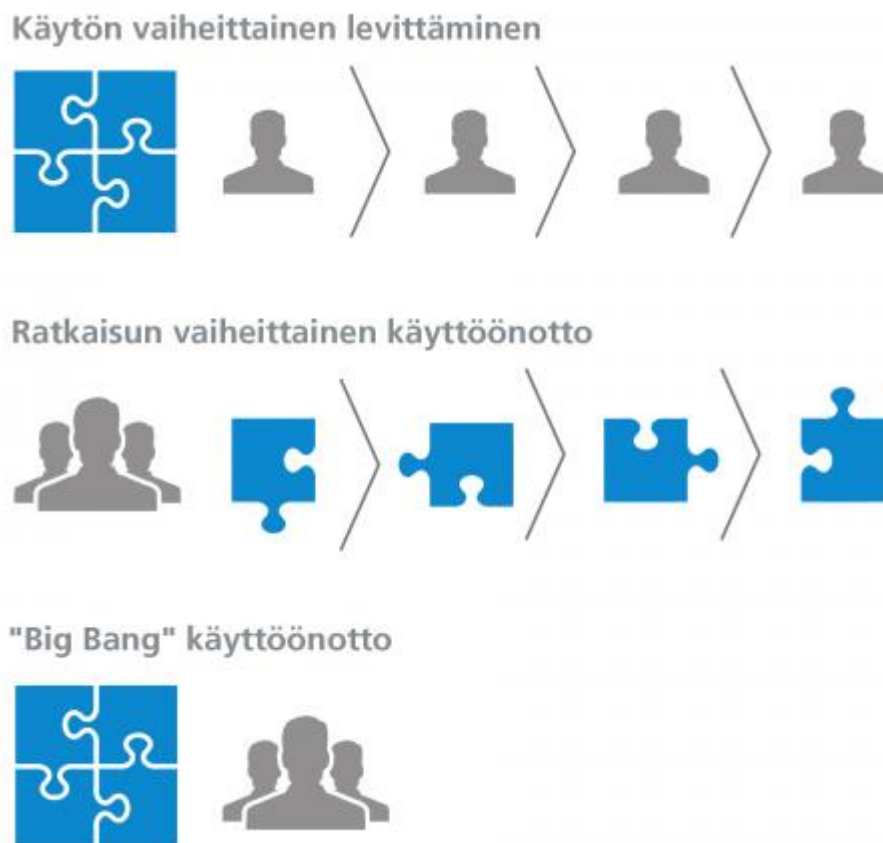 Käytön vaiheittainen levittäminen
Ratkaisun vaiheittainen käyttöönotto
"Big Bang" käyttöönotto